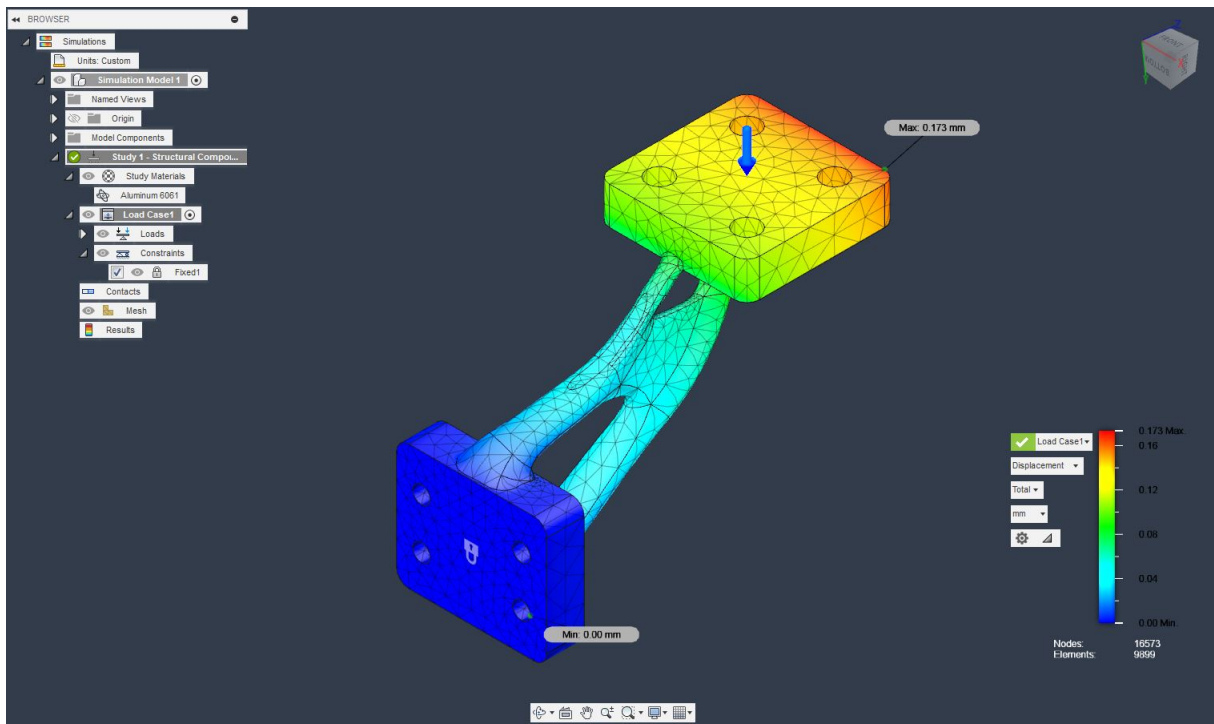 BROWSER
Simulations
Units: Custom
Simulation Model 1
Named Views
Origin
Model Components
Study 1 - Structural Compo...
Study Materials
Aluminum 6061
Load Case1
Loads
Constraints
Fixed1
Contacts
Mesh
Results
Z
BOTTOM
Max: 0.173 mm
Min: 0.00 mm
Load Case1
Displacement
Total
mm
0.173 Max.
0.16
0.12
0.08
0.04
0.00 Min.
Nodes: 16573
Elements: 9899